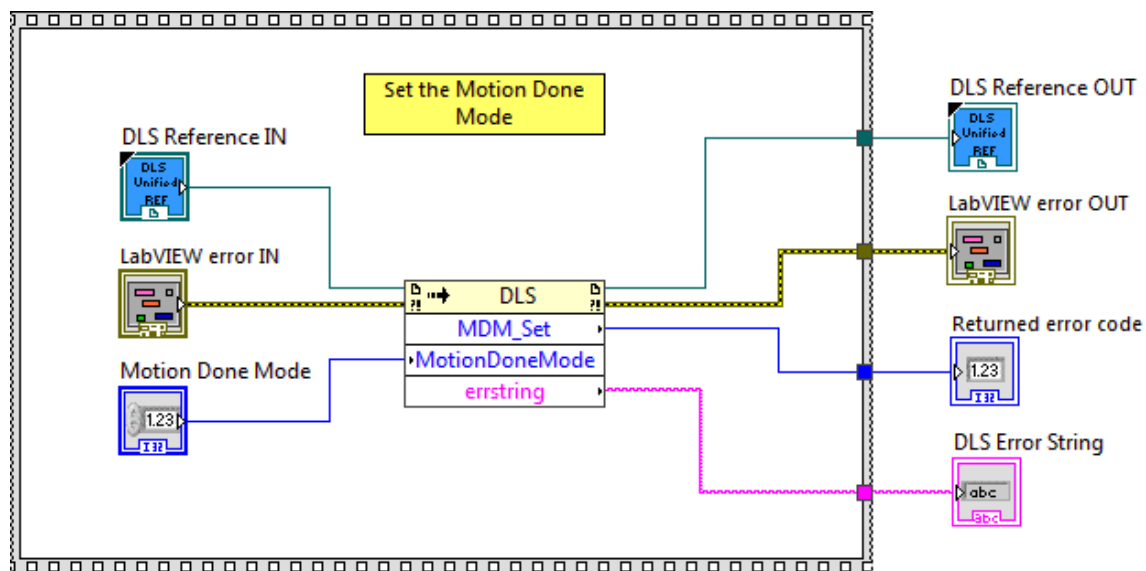 Set the Motion Done
Mode
DLS Reference IN
DLS
Unified
REF
LabVIEW error IN
?!
Motion Done Mode
1.23
I32
?! DLS ?!
MDM_Set
MotionDoneMode
errstring
DLS Reference OUT
DLS
Unified
REF
LabVIEW error OUT
?!
Returned error code
1.23
I32
DLS Error String
abc
abc